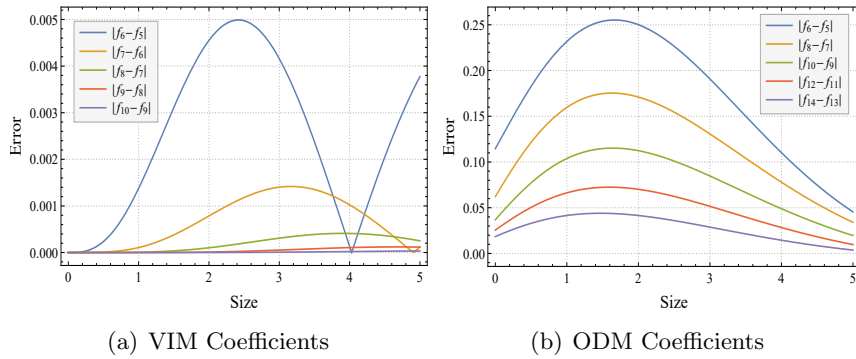 |f6−f5|
|f7−f6|
|f8−f7|
|f9−f8|
|f10−f9|
0.005
0.004
0.003
0.002
0.001
0.000
Error
0 1 2 3 4 5
Size
(a) VIM Coefficients
|f6−f5|
|f8−f7|
|f10−f9|
|f12−f11|
|f14−f13|
0.25
0.20
0.15
0.10
0.05
0.00
Error
0 1 2 3 4 5
Size
(b) ODM Coefficients